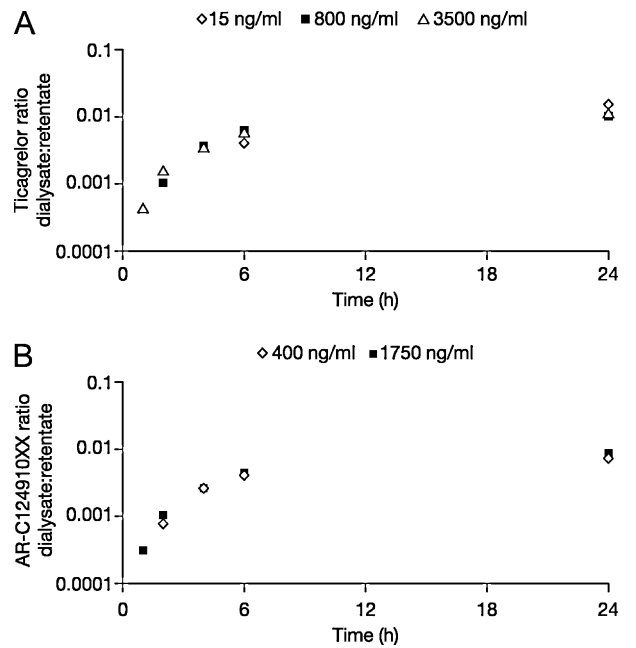 A
◇15 ng/ml ■ 800 ng/ml △ 3500 ng/ml
Ticagrelor ratio
dialysate:retentate
0.1
0.01
0.001
0.0001
0 6 12 18 24
Time (h)
B
◇ 400 ng/ml ■ 1750 ng/ml
AR-C124910XX ratio
dialysate:retentate
0.1
0.01
0.001
0.0001
0 6 12 18 24
Time (h)